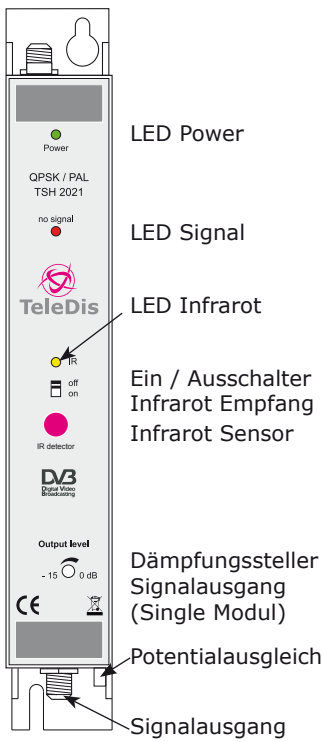 LED Power
Power
QPSK / PAL
TSH 2021
no signal
LED Signal
TeleDis
LED Infrarot
IR
off
on
Ein / Ausschalter
Infrarot Empfang
Infrarot Sensor
IR detector
DVB
Digital Video
Broadcasting
Output level
- 15 0 dB
Dämpfungssteller
Signalausgang
(Single Modul)
CE
Potentialausgleich
Signalausgang